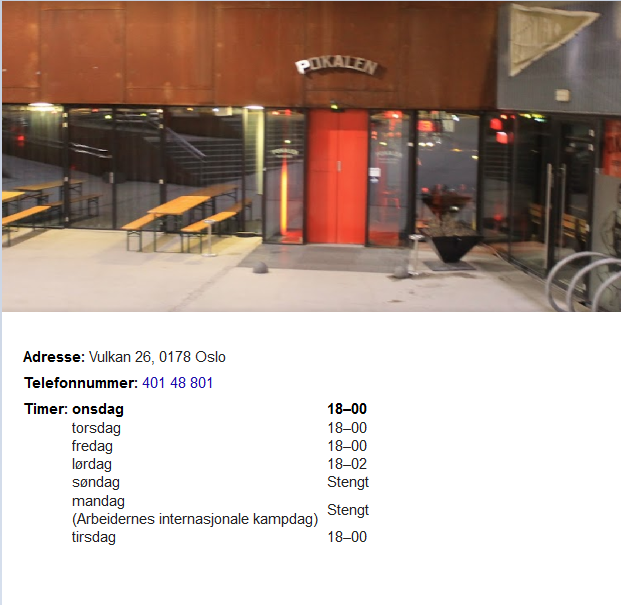 POKALEN
Adresse: Vulkan 26, 0178 Oslo
Telefonnummer: 401 48 801
Timer: onsdag 18–00
torsdag 18–00
fredag 18–00
lørdag 18–02
søndag Stengt
mandag
(Arbeidernes internasjonale kampdag) Stengt
tirsdag 18–00